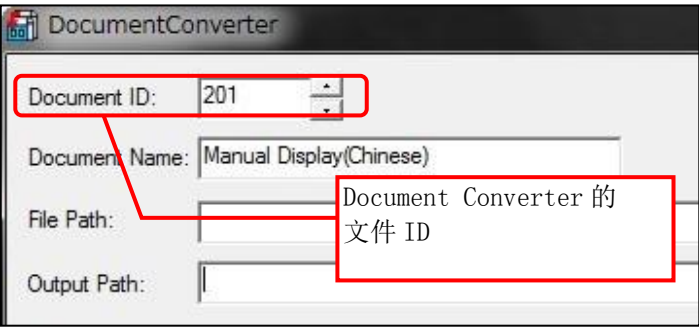 DocumentConverter
Document ID: 201
Document Name: Manual Display(Chinese)
File Path:
Document Converter 的
文件 ID
Output Path: